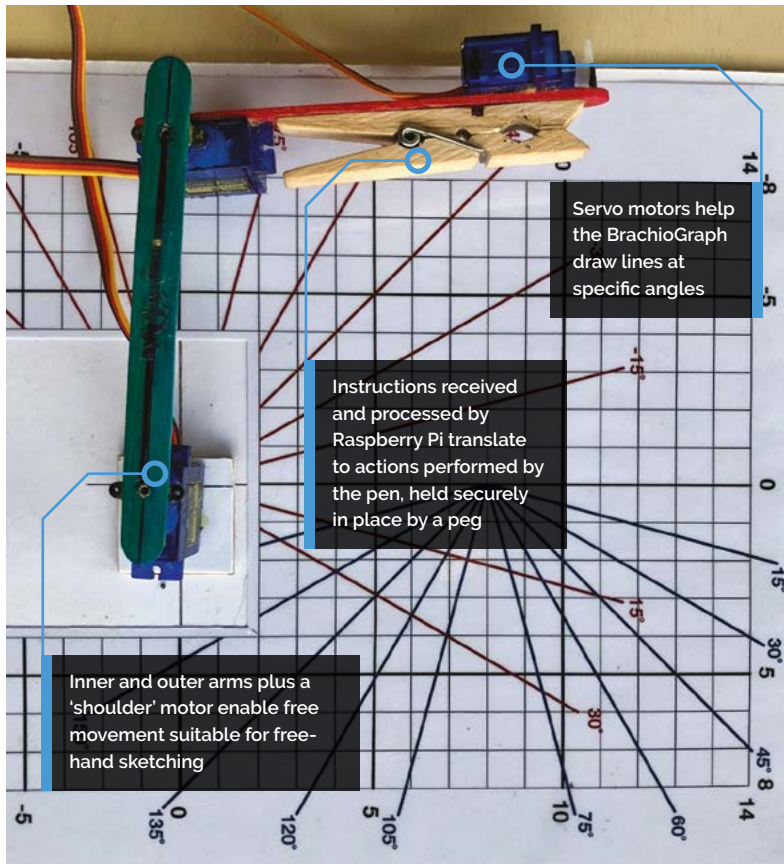 14
-8
Servo motors help
the BrachioGraph
draw lines at
specific angles
-5
-15°
Instructions received
and processed by
Raspberry Pi translate
to actions performed by
the pen, held securely
in place by a peg
0
15°
15°
30°
5
Inner and outer arms plus a
‘shoulder’ motor enable free
movement suitable for free-
hand sketching
30°
45°
8
-5
135°
0
120°
5
105°
10
75°
60°
14